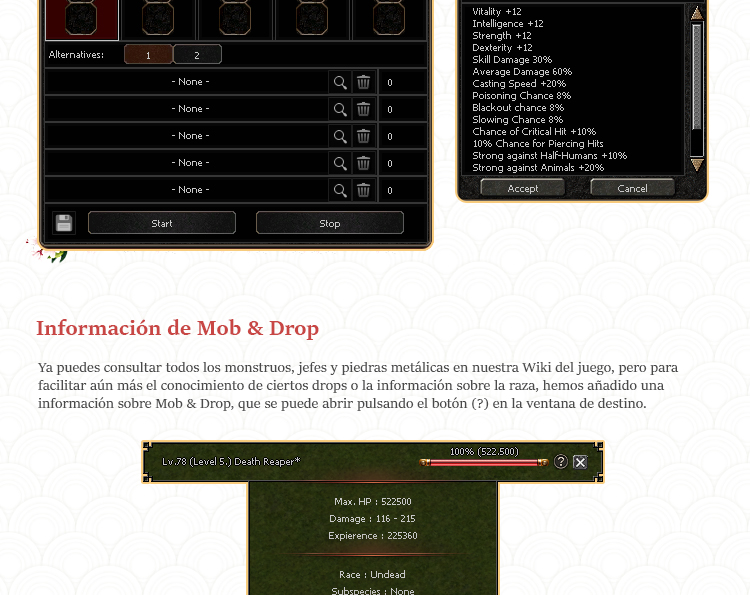 Alternatives:
1
2
- None -
0
- None -
0
- None -
0
- None -
0
- None -
0
Start
Stop
Vitality +12
Intelligence +12
Strength +12
Dexterity +12
Skill Damage 30%
Average Damage 60%
Casting Speed +20%
Poisoning Chance 8%
Blackout chance 8%
Slowing Chance 8%
Chance of Critical Hit +10%
10% Chance for Piercing Hits
Strong against Half-Humans +10%
Strong against Animals +20%
Accept
Cancel
Información de Mob & Drop
Ya puedes consultar todos los monstruos, jefes y piedras metálicas en nuestra Wiki del juego, pero para
facilitar aún más el conocimiento de ciertos drops o la información sobre la raza, hemos añadido una
información sobre Mob & Drop, que se puede abrir pulsando el botón (?) en la ventana de destino.
Lv.78 (Level 5.) Death Reaper*
100% (522.500)
?
Max. HP : 522500
Damage : 116 - 215
Expierence : 225360
Race : Undead
Subspecies : None